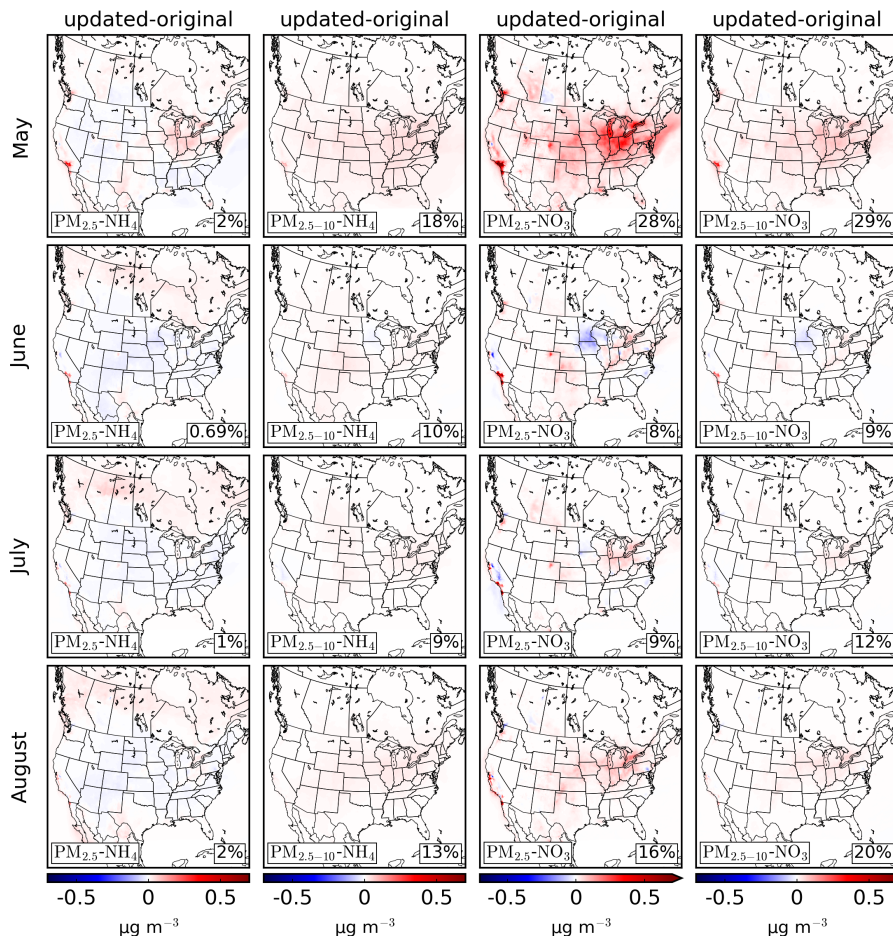 updated-original updated-original updated-original updated-original
May
PM₂.₅-NH₄ 2% PM₂.₅₋₁₀-NH₄ 18% PM₂.₅-NO₃ 28% PM₂.₅₋₁₀-NO₃ 29%
June
PM₂.₅-NH₄ 0.69% PM₂.₅₋₁₀-NH₄ 10% PM₂.₅-NO₃ 8% PM₂.₅₋₁₀-NO₃ 9%
July
PM₂.₅-NH₄ 1% PM₂.₅₋₁₀-NH₄ 9% PM₂.₅-NO₃ 9% PM₂.₅₋₁₀-NO₃ 12%
August
PM₂.₅-NH₄ 2% PM₂.₅₋₁₀-NH₄ 13% PM₂.₅-NO₃ 16% PM₂.₅₋₁₀-NO₃ 20%
-0.5 0 0.5 -0.5 0 0.5 -0.5 0 0.5 -0.5 0 0.5
µg m⁻³ µg m⁻³ µg m⁻³ µg m⁻³